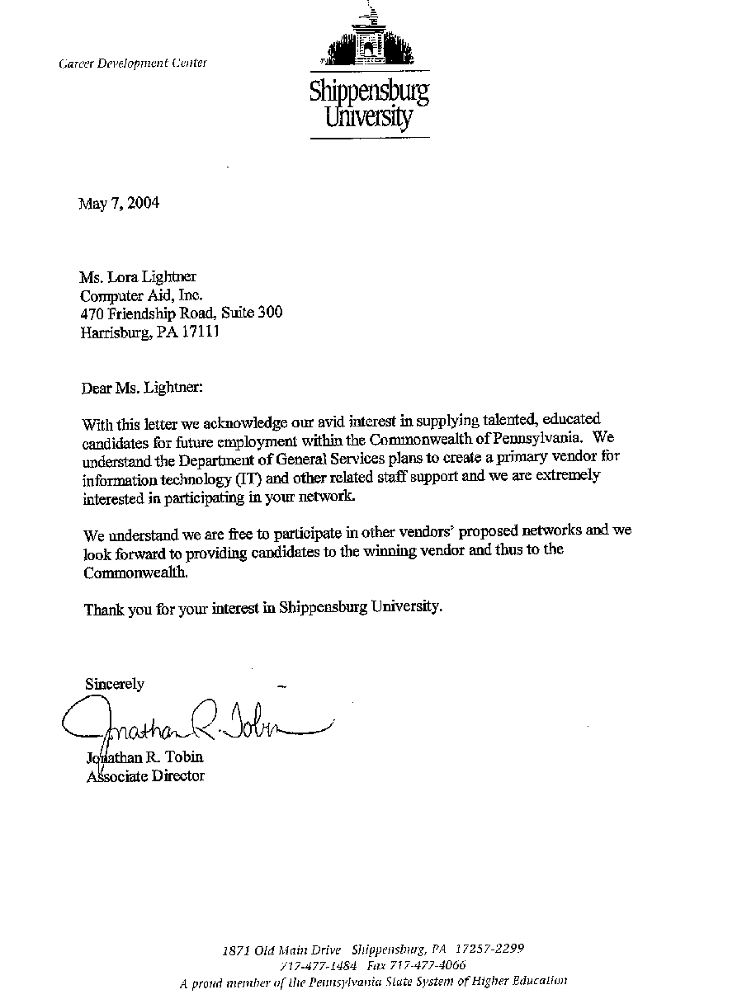 Career Development Center
Shippensburg
University
May 7, 2004
Ms. Lora Lightner
Computer Aid, Inc.
470 Friendship Road, Suite 300
Harrisburg, PA 17111
Dear Ms. Lightner:
With this letter we acknowledge our avid interest in supplying talented, educated
candidates for future employment within the Commonwealth of Pennsylvania. We
understand the Department of General Services plans to create a primary vendor for
information technology (IT) and other related staff support and we are extremely
interested in participating in your network.
We understand we are free to participate in other vendors' proposed networks and we
look forward to providing candidates to the winning vendor and thus to the
Commonwealth.
Thank you for your interest in Shippensburg University.
Sincerely
Jonathan R. Tobin
Jonathan R. Tobin
Associate Director
1871 Old Main Drive Shippensburg, PA 17257-2299
717-477-1484 Fax 717-477-4066
A proud member of the Pennsylvania State System of Higher Education